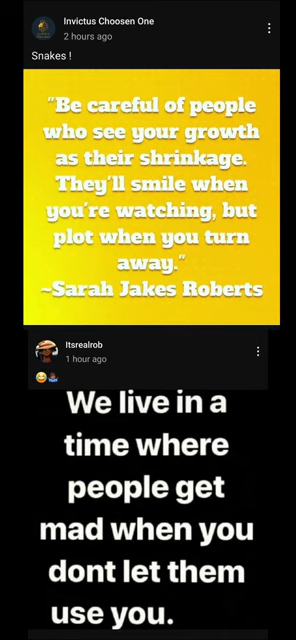 Invictus Choosen One
2 hours ago
Snakes !
"Be careful of people
who see your growth
as their shrinkage.
They'll smile when
you're watching, but
plot when you turn
away."
~Sarah Jakes Roberts
Itsrealrob
1 hour ago
We live in a
time where
people get
mad when you
dont let them
use you.